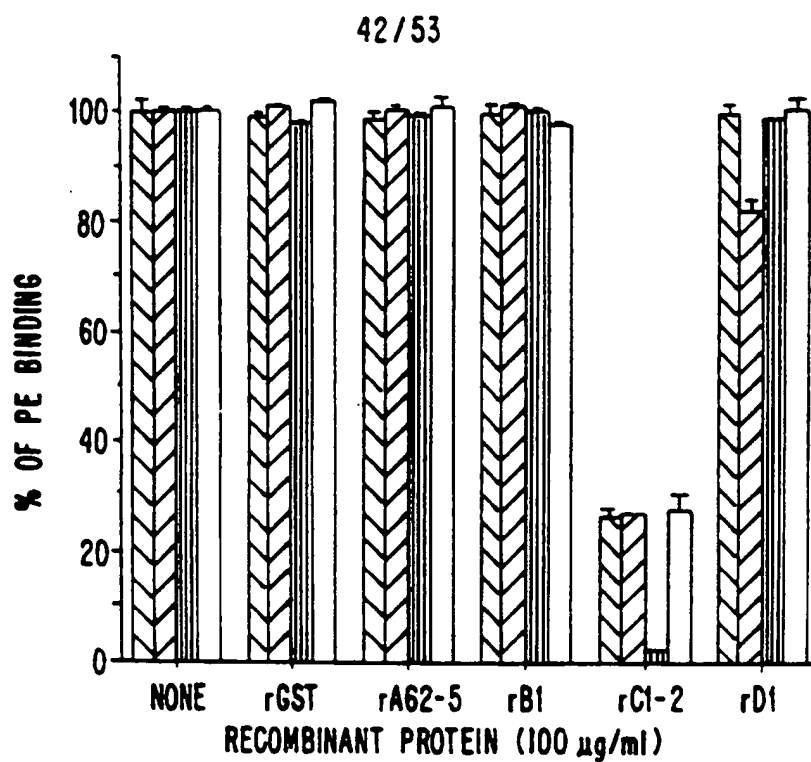 42/53
% OF PE BINDING
100
80
60
40
20
0
NONE rGST rA62-5 rB1 rC1-2 rD1
RECOMBINANT PROTEIN (100 µg/ml)